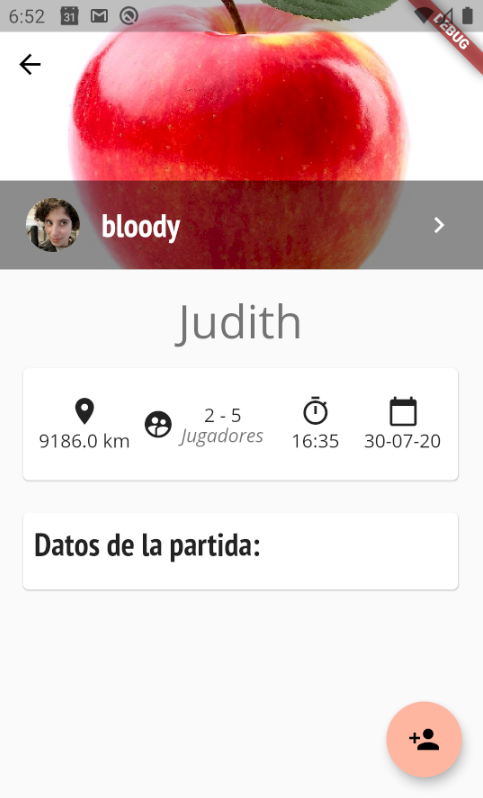 6:52
31
DEBUG
bloody
Judith
2 - 5
9186.0 km
Jugadores
16:35
30-07-20
Datos de la partida: